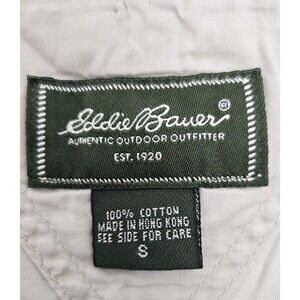 Eddie Bauer®
AUTHENTIC OUTDOOR OUTFITTER
EST. 1920
100% COTTON
MADE IN HONG KONG
SEE SIDE FOR CARE
S